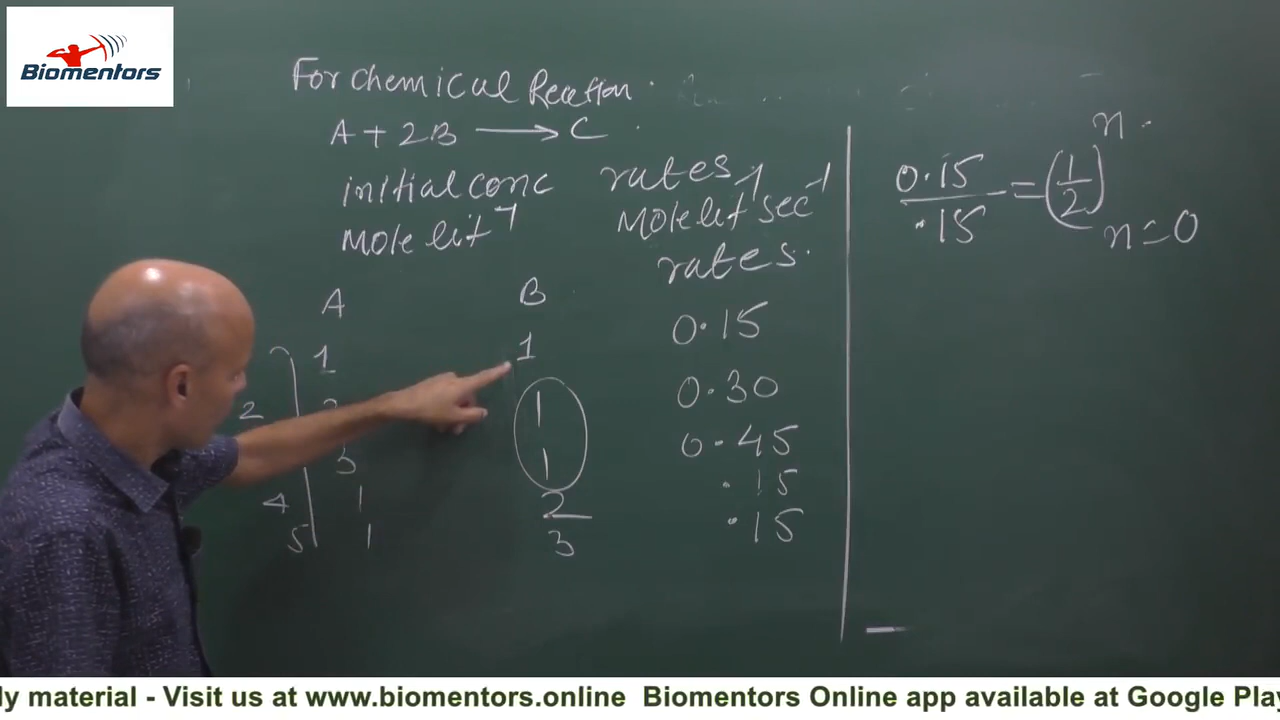 Biomentors
For chemical Reaction.
A + 2B ⟶ C.
initial conc rates
Mole lit⁻¹ Mole lit⁻¹ sec⁻¹
rates.
A B
1 1 0.15
2 1 0.30
3 1 0.45
4 1 2 .15
5 1 3 .15
n.
0.15/.15 = (1/2)
n=0
ly material - Visit us at www.biomentors.online Biomentors Online app available at Google Play